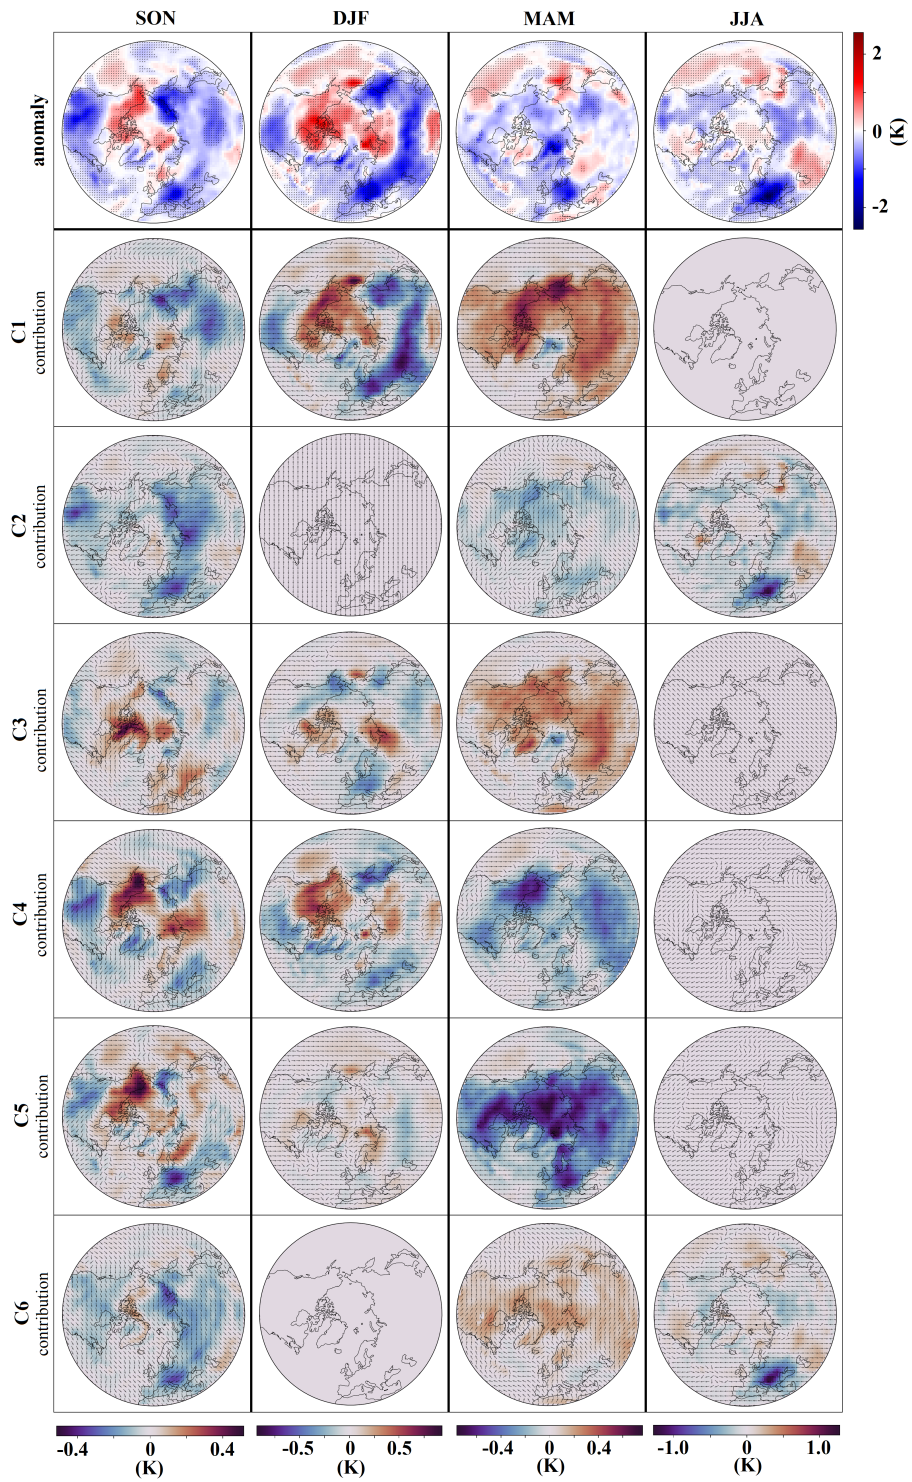 SON DJF MAM JJA
anomaly
2
0
-2
(K)
C1
contribution
C2
contribution
C3
contribution
C4
contribution
C5
contribution
C6
contribution
-0.4 0 0.4
(K)
-0.5 0 0.5
(K)
-0.4 0 0.4
(K)
-1.0 0 1.0
(K)